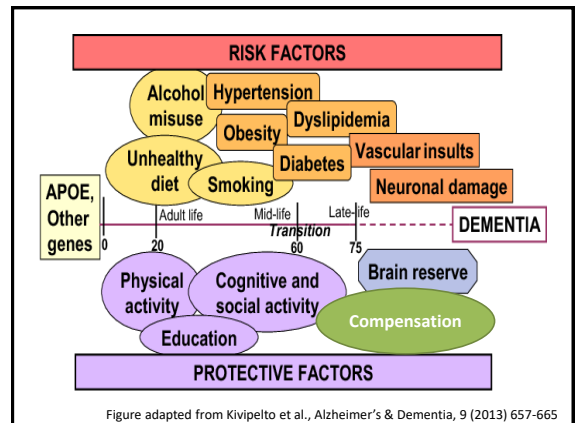 RISK FACTORS
Alcohol
misuse
Hypertension
Dyslipidemia
Obesity
Vascular insults
Unhealthy
diet
Diabetes
Smoking
Neuronal damage
APOE,
Other
genes
Adult life
Mid-life
Late-life
Transition
DEMENTIA
0
20
60
75
Physical
activity
Cognitive and
social activity
Brain reserve
Compensation
Education
PROTECTIVE FACTORS
Figure adapted from Kivipelto et al., Alzheimer's & Dementia, 9 (2013) 657-665